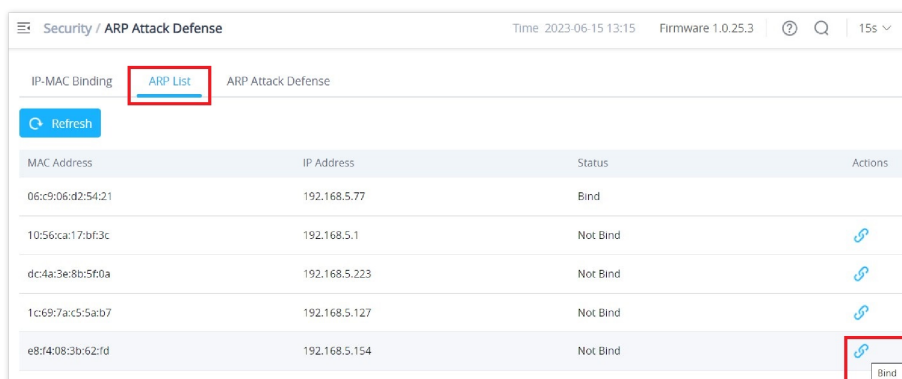 Security / ARP Attack Defense Time 2023-06-15 13:15 Firmware 1.0.25.3 15s
IP-MAC Binding ARP List ARP Attack Defense
Refresh
MAC Address IP Address Status Actions
06:c9:06:d2:54:21 192.168.5.77 Bind
10:56:ca:17:bf:3c 192.168.5.1 Not Bind
dc:4a:3e:8b:5f:0a 192.168.5.223 Not Bind
1c:69:7a:c5:5a:b7 192.168.5.127 Not Bind
e8:f4:08:3b:62:fd 192.168.5.154 Not Bind
Bind